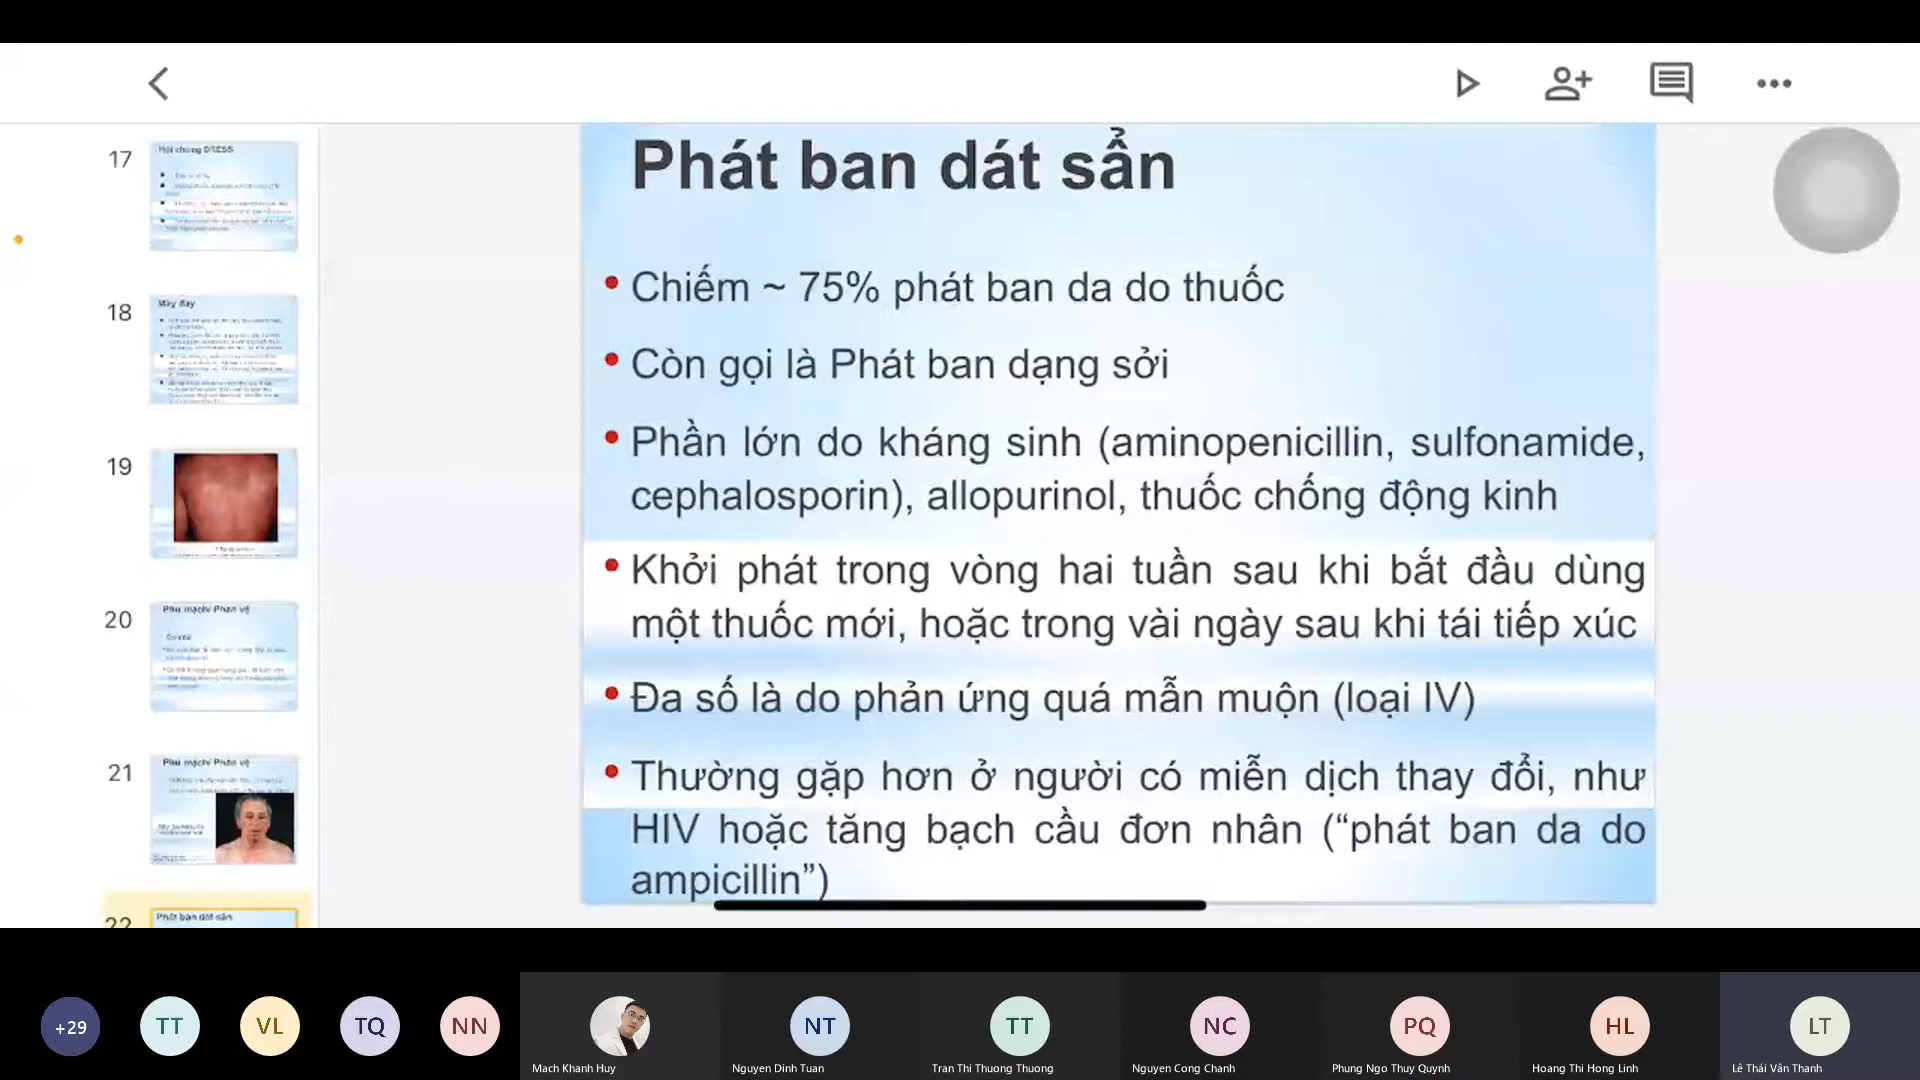 17
Hội chứng DRESS
18
Mày đay
19
20
Phù mạch/ Phản vệ
21
Phù mạch/ Phản vệ
22
Phát ban dát sẩn
Phát ban dát sẩn
• Chiếm ~ 75% phát ban da do thuốc
• Còn gọi là Phát ban dạng sởi
• Phần lớn do kháng sinh (aminopenicillin, sulfonamide,
cephalosporin), allopurinol, thuốc chống động kinh
• Khởi phát trong vòng hai tuần sau khi bắt đầu dùng
một thuốc mới, hoặc trong vài ngày sau khi tái tiếp xúc
• Đa số là do phản ứng quá mẫn muộn (loại IV)
• Thường gặp hơn ở người có miễn dịch thay đổi, như
HIV hoặc tăng bạch cầu đơn nhân (“phát ban da do
ampicillin”)
+29
TT
VL
TQ
NN
NT
TT
NC
PQ
HL
LT
Mach Khanh Huy
Nguyen Dinh Tuan
Tran Thi Thuong Thuong
Nguyen Cong Chanh
Phung Ngo Thuy Quynh
Hoang Thi Hong Linh
Lê Thái Vân Thanh